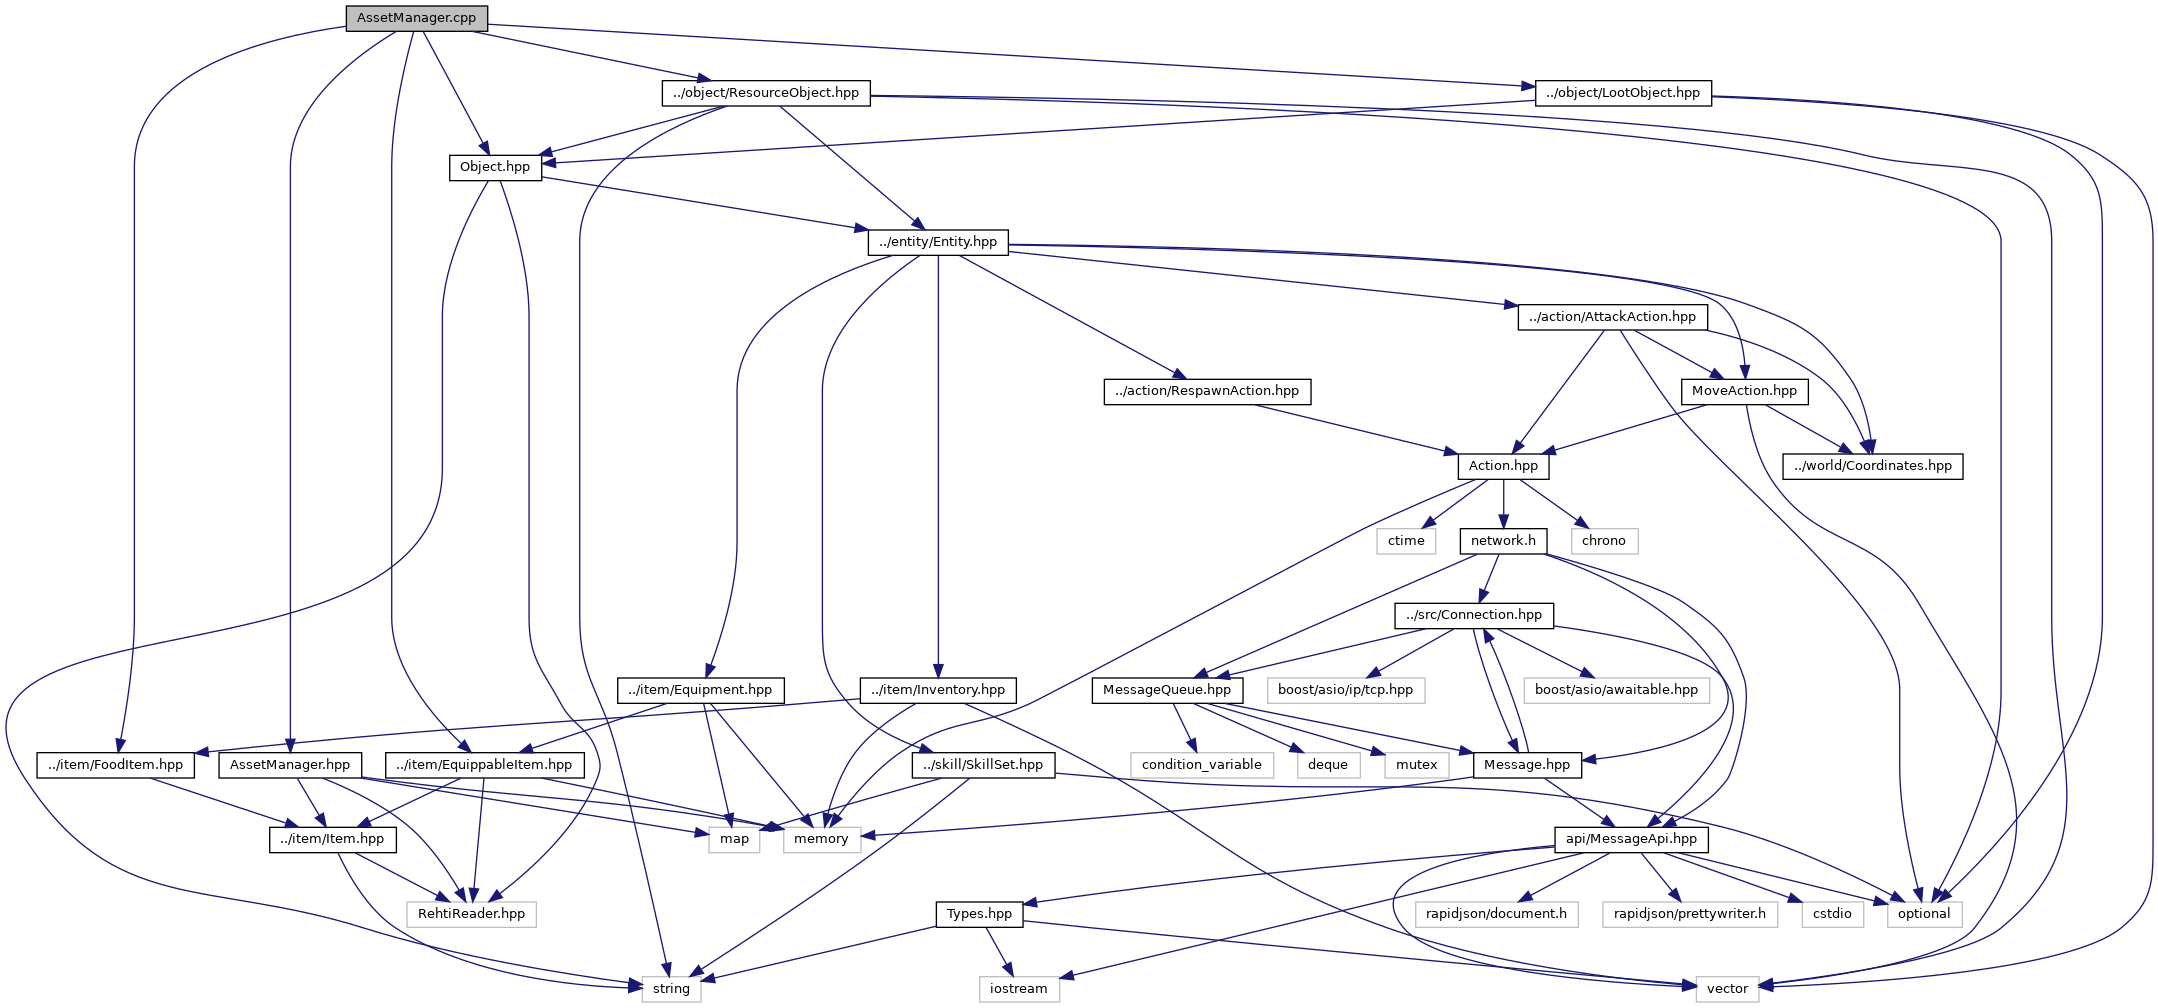 AssetManager.cpp
../object/ResourceObject.hpp
../object/LootObject.hpp
Object.hpp
../entity/Entity.hpp
../action/AttackAction.hpp
../action/RespawnAction.hpp
MoveAction.hpp
Action.hpp
../world/Coordinates.hpp
ctime
network.h
chrono
../src/Connection.hpp
../item/Equipment.hpp
../item/Inventory.hpp
MessageQueue.hpp
boost/asio/ip/tcp.hpp
boost/asio/awaitable.hpp
../item/FoodItem.hpp
AssetManager.hpp
../item/EquippableItem.hpp
../skill/SkillSet.hpp
condition_variable
deque
mutex
Message.hpp
../item/Item.hpp
map
memory
api/MessageApi.hpp
RehtiReader.hpp
Types.hpp
rapidjson/document.h
rapidjson/prettywriter.h
cstdio
optional
string
iostream
vector